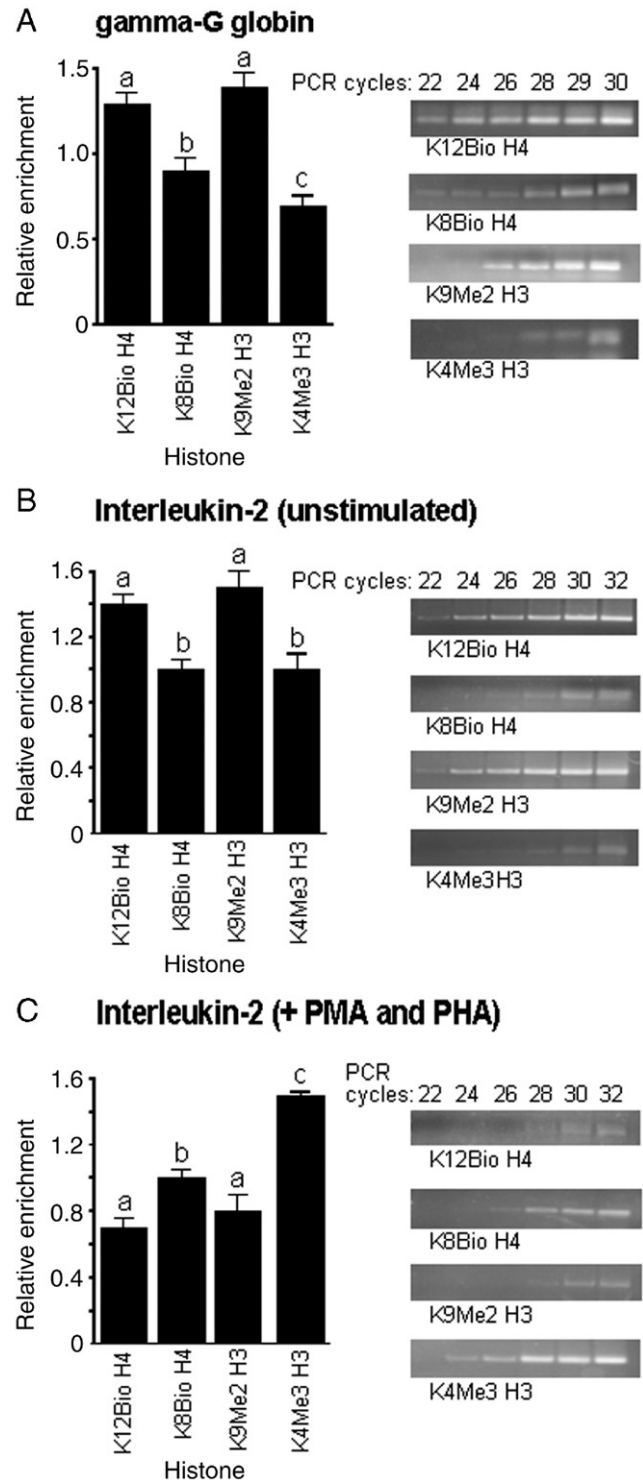 A
gamma-G globin
Relative enrichment
1.5
1.0
0.5
0
a
b
a
c
K12Bio H4
K8Bio H4
K9Me2 H3
K4Me3 H3
Histone
PCR cycles: 22 24 26 28 29 30
K12Bio H4
K8Bio H4
K9Me2 H3
K4Me3 H3
B
Interleukin-2 (unstimulated)
Relative enrichment
1.6
1.2
0.8
0.4
0
a
b
a
b
K12Bio H4
K8Bio H4
K9Me2 H3
K4Me3 H3
Histone
PCR cycles: 22 24 26 28 30 32
K12Bio H4
K8Bio H4
K9Me2 H3
K4Me3H3
C
Interleukin-2 (+ PMA and PHA)
Relative enrichment
1.6
1.2
0.8
0.4
0
a
b
a
c
K12Bio H4
K8Bio H4
K9Me2 H3
K4Me3 H3
Histone
PCR
cycles: 22 24 26 28 30 32
K12Bio H4
K8Bio H4
K9Me2 H3
K4Me3 H3